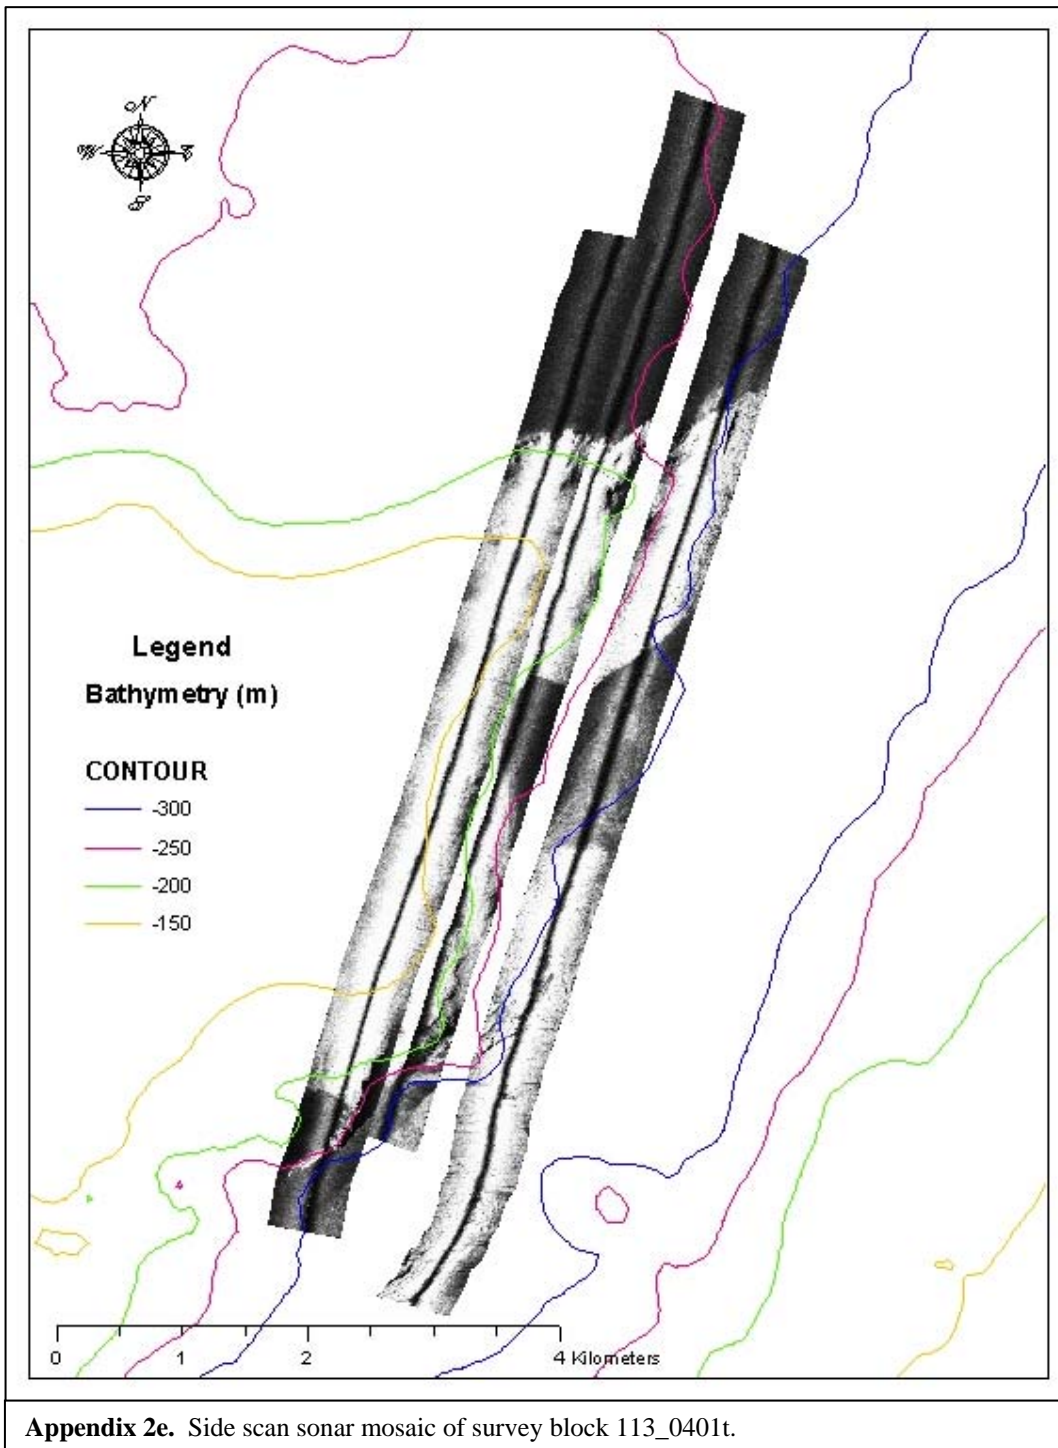 N
W E
S
Legend
Bathymetry (m)
CONTOUR
-300
-250
-200
-150
0 1 2 4 Kilometers
Appendix 2e. Side scan sonar mosaic of survey block 113_0401t.